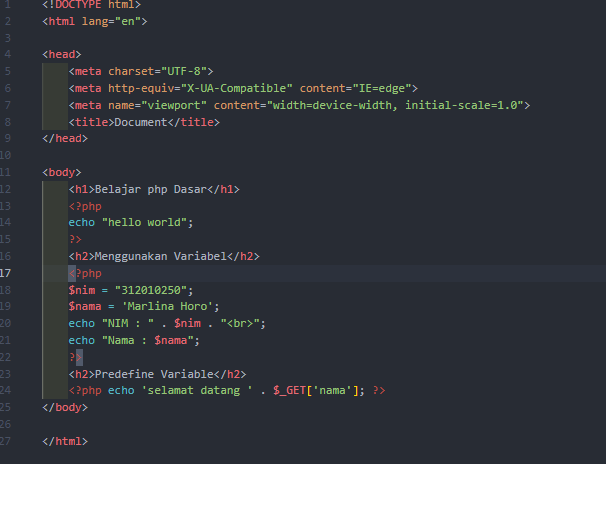 1 <!DOCTYPE html>
2 <html lang="en">
3
4 <head>
5 <meta charset="UTF-8">
6 <meta http-equiv="X-UA-Compatible" content="IE=edge">
7 <meta name="viewport" content="width=device-width, initial-scale=1.0">
8 <title>Document</title>
9 </head>
10
11 <body>
12 <h1>Belajar php Dasar</h1>
13 <?php
14 echo "hello world";
15 ?>
16 <h2>Menggunakan Variabel</h2>
17 <?php
18 $nim = "312010250";
19 $nama = 'Marlina Horo';
20 echo "NIM : " . $nim . "<br>";
21 echo "Nama : $nama";
22 ?>
23 <h2>Predefine Variable</h2>
24 <?php echo 'selamat datang ' . $_GET['nama']; ?>
25 </body>
26
27 </html>